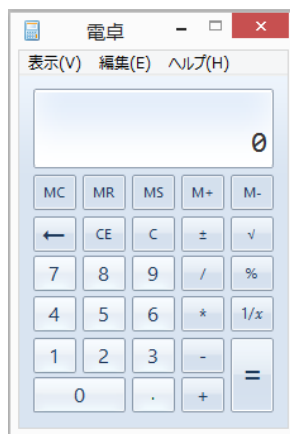 電卓
表示(V) 編集(E) ヘルプ(H)
0
MC MR MS M+ M-
← CE C ± √
7 8 9 / %
4 5 6 * 1/x
1 2 3 - =
0 . +